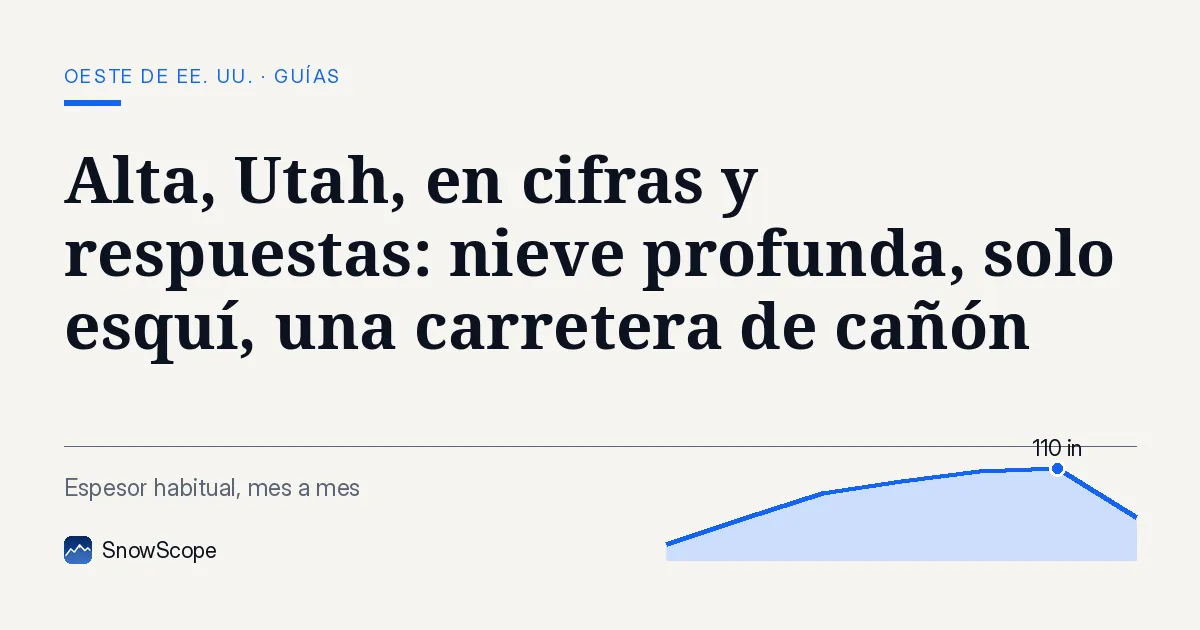 OESTE DE EE. UU. · GUÍAS
Alta, Utah, en cifras y
respuestas: nieve profunda, solo
esquí, una carretera de cañón
110 in
Espesor habitual, mes a mes
SnowScope